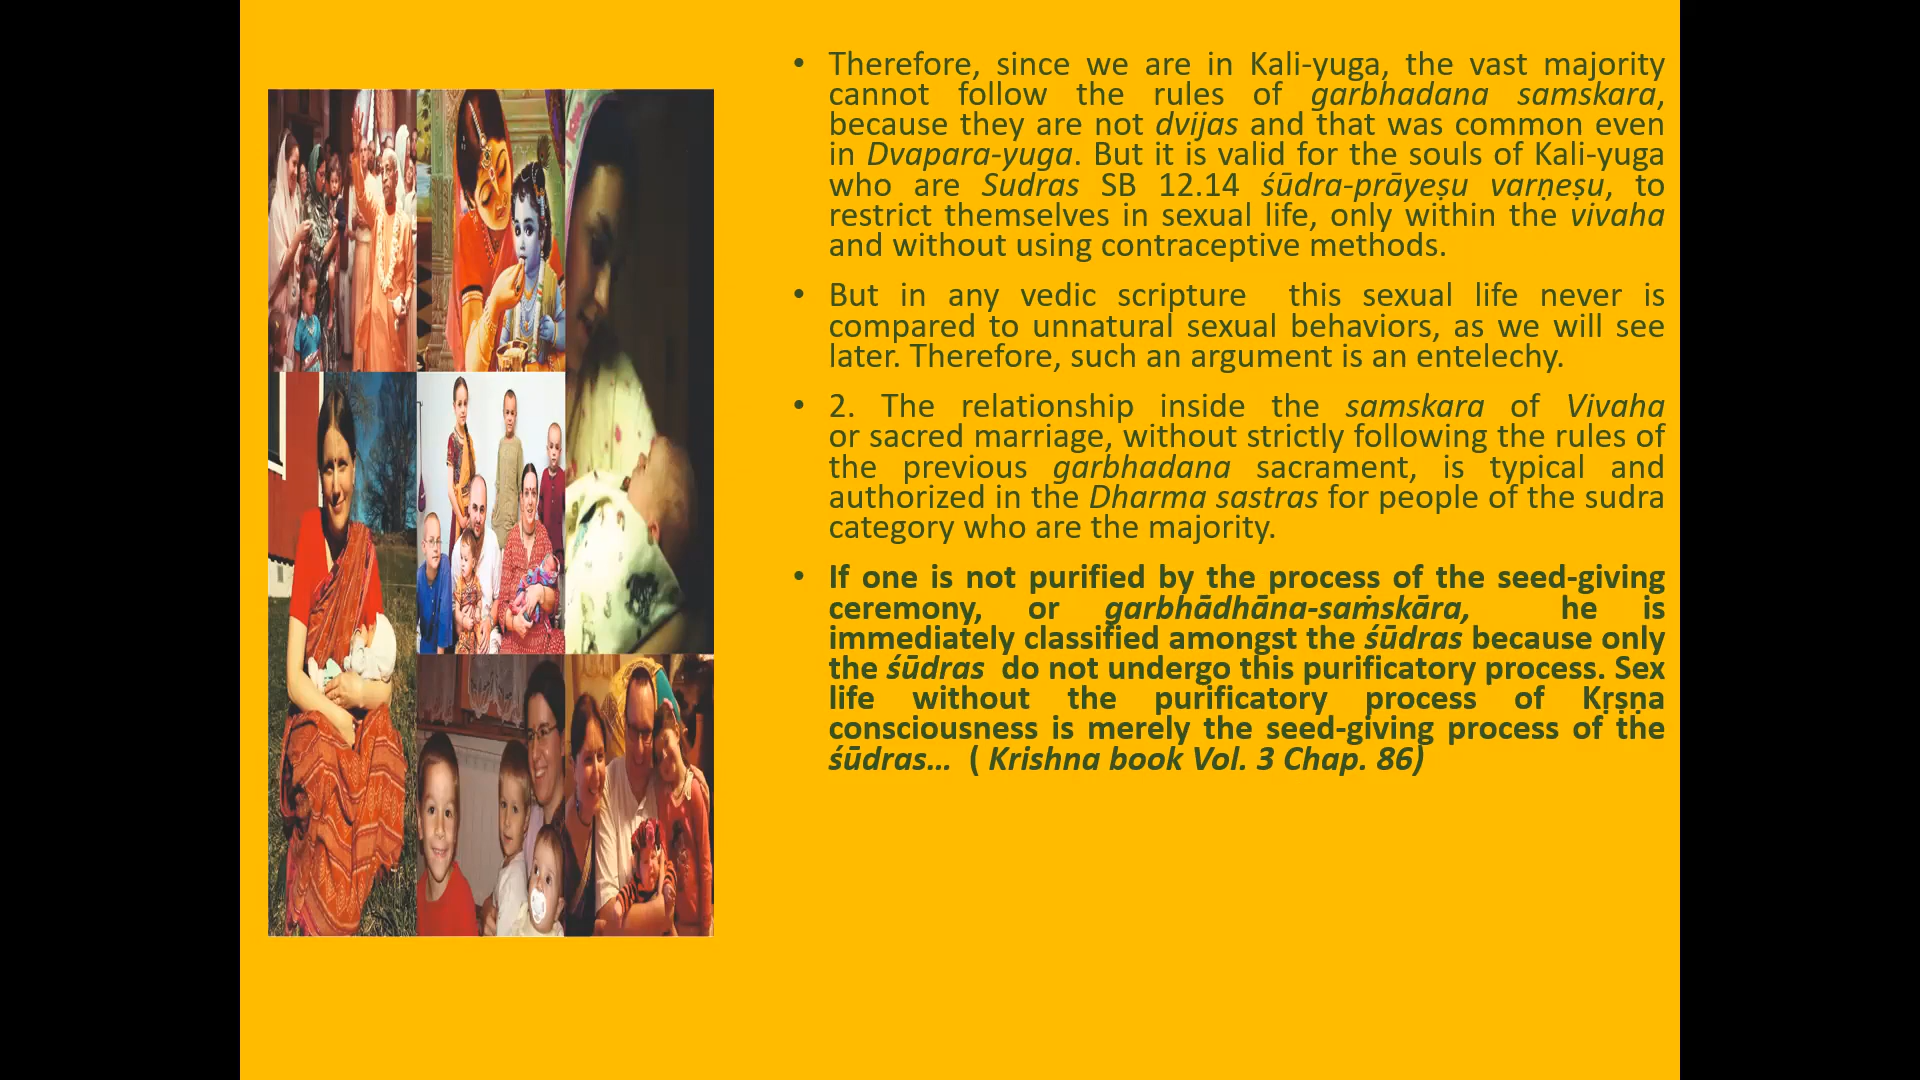 • Therefore, since we are in Kali-yuga, the vast majority
cannot follow the rules of garbhadana samskara,
because they are not dvijas and that was common even
in Dvapara-yuga. But it is valid for the souls of Kali-yuga
who are Sudras SB 12.14 śūdra-prāyeṣu varṇeṣu, to
restrict themselves in sexual life, only within the vivaha
and without using contraceptive methods.
• But in any vedic scripture this sexual life never is
compared to unnatural sexual behaviors, as we will see
later. Therefore, such an argument is an entelechy.
• 2. The relationship inside the samskara of Vivaha
or sacred marriage, without strictly following the rules of
the previous garbhadana sacrament, is typical and
authorized in the Dharma sastras for people of the sudra
category who are the majority.
• If one is not purified by the process of the seed-giving
ceremony, or garbhādhāna-saṁskāra, he is
immediately classified amongst the śūdras because only
the śūdras do not undergo this purificatory process. Sex
life without the purificatory process of Kṛṣṇa
consciousness is merely the seed-giving process of the
śūdras... ( Krishna book Vol. 3 Chap. 86)